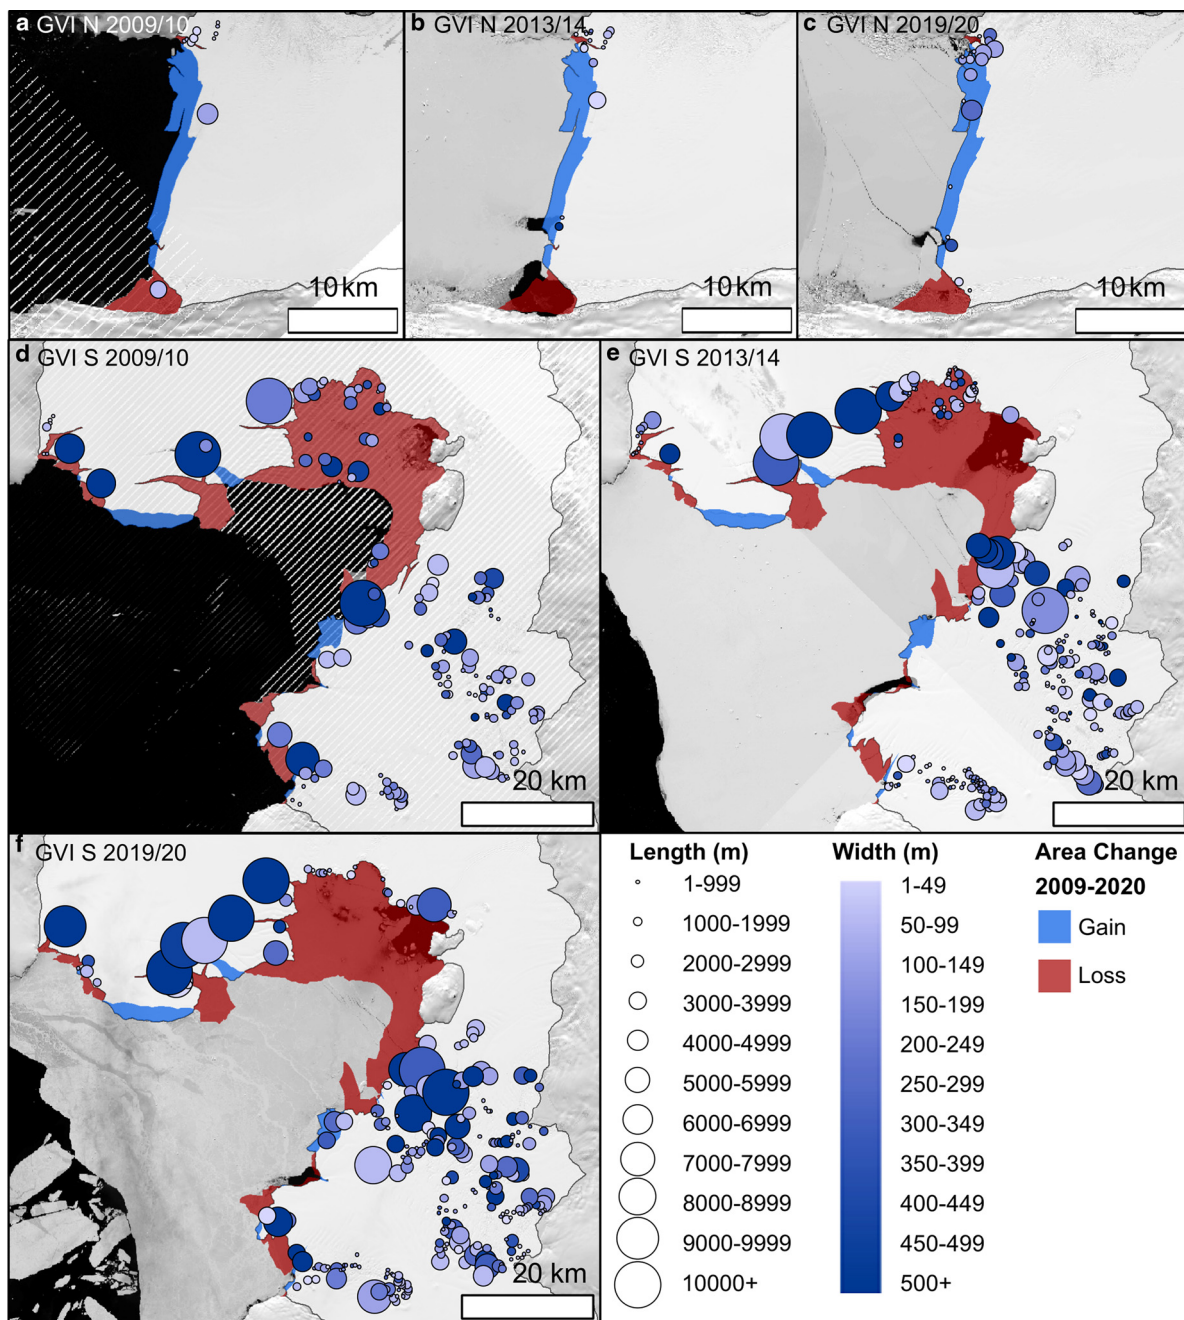 a GVI N 2009/10
b GVI N 2013/14
c GVI N 2019/20
10 km
10 km
10 km
d GVI S 2009/10
e GVI S 2013/14
20 km
20 km
f GVI S 2019/20
20 km
Length (m)
1-999
1000-1999
2000-2999
3000-3999
4000-4999
5000-5999
6000-6999
7000-7999
8000-8999
9000-9999
10000+
Width (m)
1-49
50-99
100-149
150-199
200-249
250-299
300-349
350-399
400-449
450-499
500+
Area Change
2009-2020
Gain
Loss